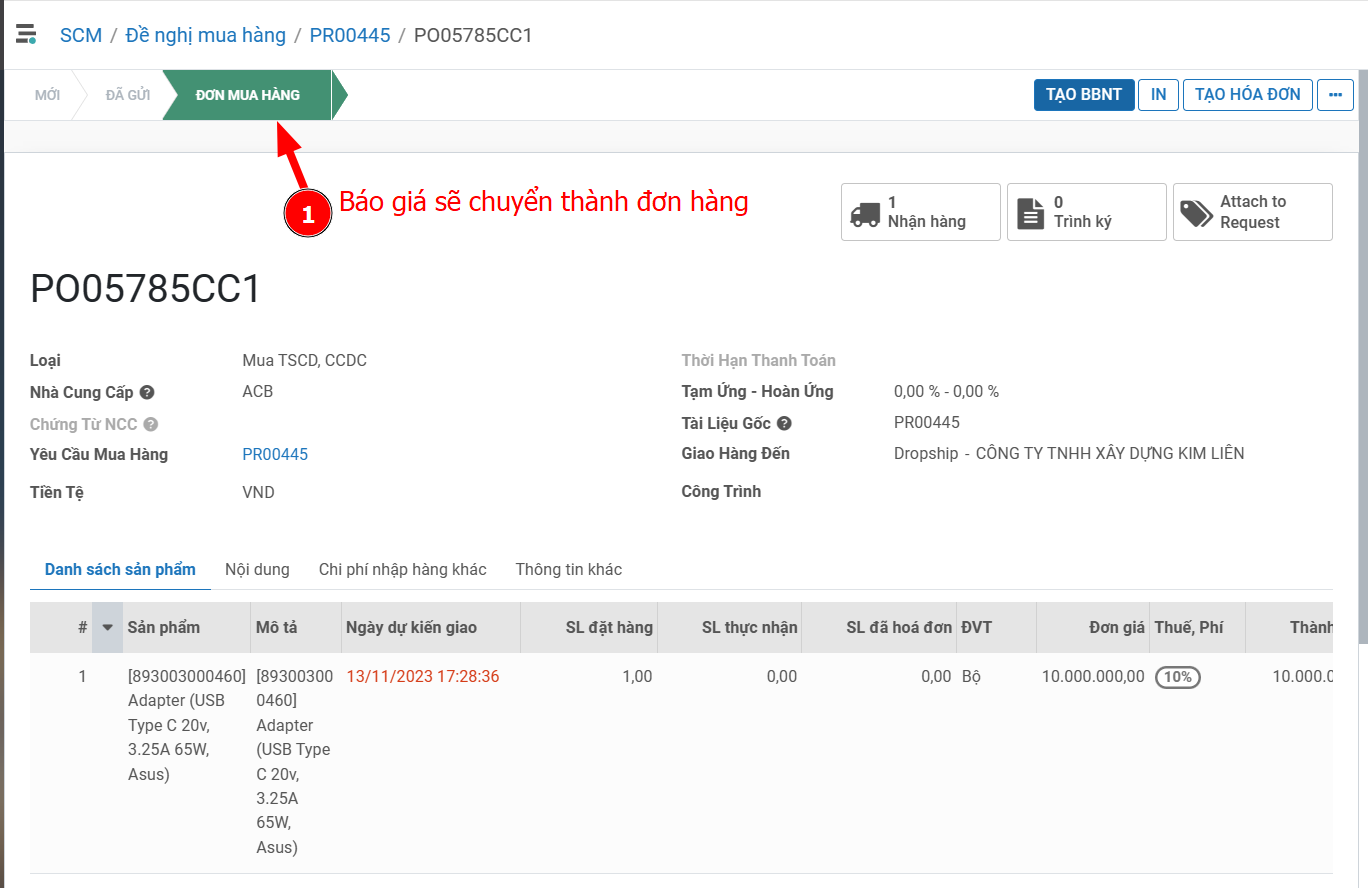 SCM / Đề nghị mua hàng / PR00445 / PO05785CC1
MỚI ĐÃ GỬI ĐƠN MUA HÀNG TẠO BBNT IN TẠO HÓA ĐƠN ...
1 Báo giá sẽ chuyển thành đơn hàng
1 Nhận hàng
0 Trình ký
Attach to
Request
PO05785CC1
Loại Mua TSCD, CCDC
Nhà Cung Cấp ? ACB
Chứng Từ NCC ?
Yêu Cầu Mua Hàng PR00445
Tiền Tệ VND
Thời Hạn Thanh Toán
Tạm Ứng - Hoàn Ứng 0,00 % - 0,00 %
Tài Liệu Gốc ? PR00445
Giao Hàng Đến Dropship - CÔNG TY TNHH XÂY DỰNG KIM LIÊN
Công Trình
Danh sách sản phẩm Nội dung Chi phí nhập hàng khác Thông tin khác
# Sản phẩm Mô tả Ngày dự kiến giao SL đặt hàng SL thực nhận SL đã hoá đơn ĐVT Đơn giá Thuế, Phí Thành
1 [893003000460] [89300300 13/11/2023 17:28:36 1,00 0,00 0,00 Bộ 10.000.000,00 10% 10.000.0
Adapter (USB 0460]
Type C 20v, Adapter
3.25A 65W, (USB Type
Asus) C 20v,
3.25A
65W,
Asus)